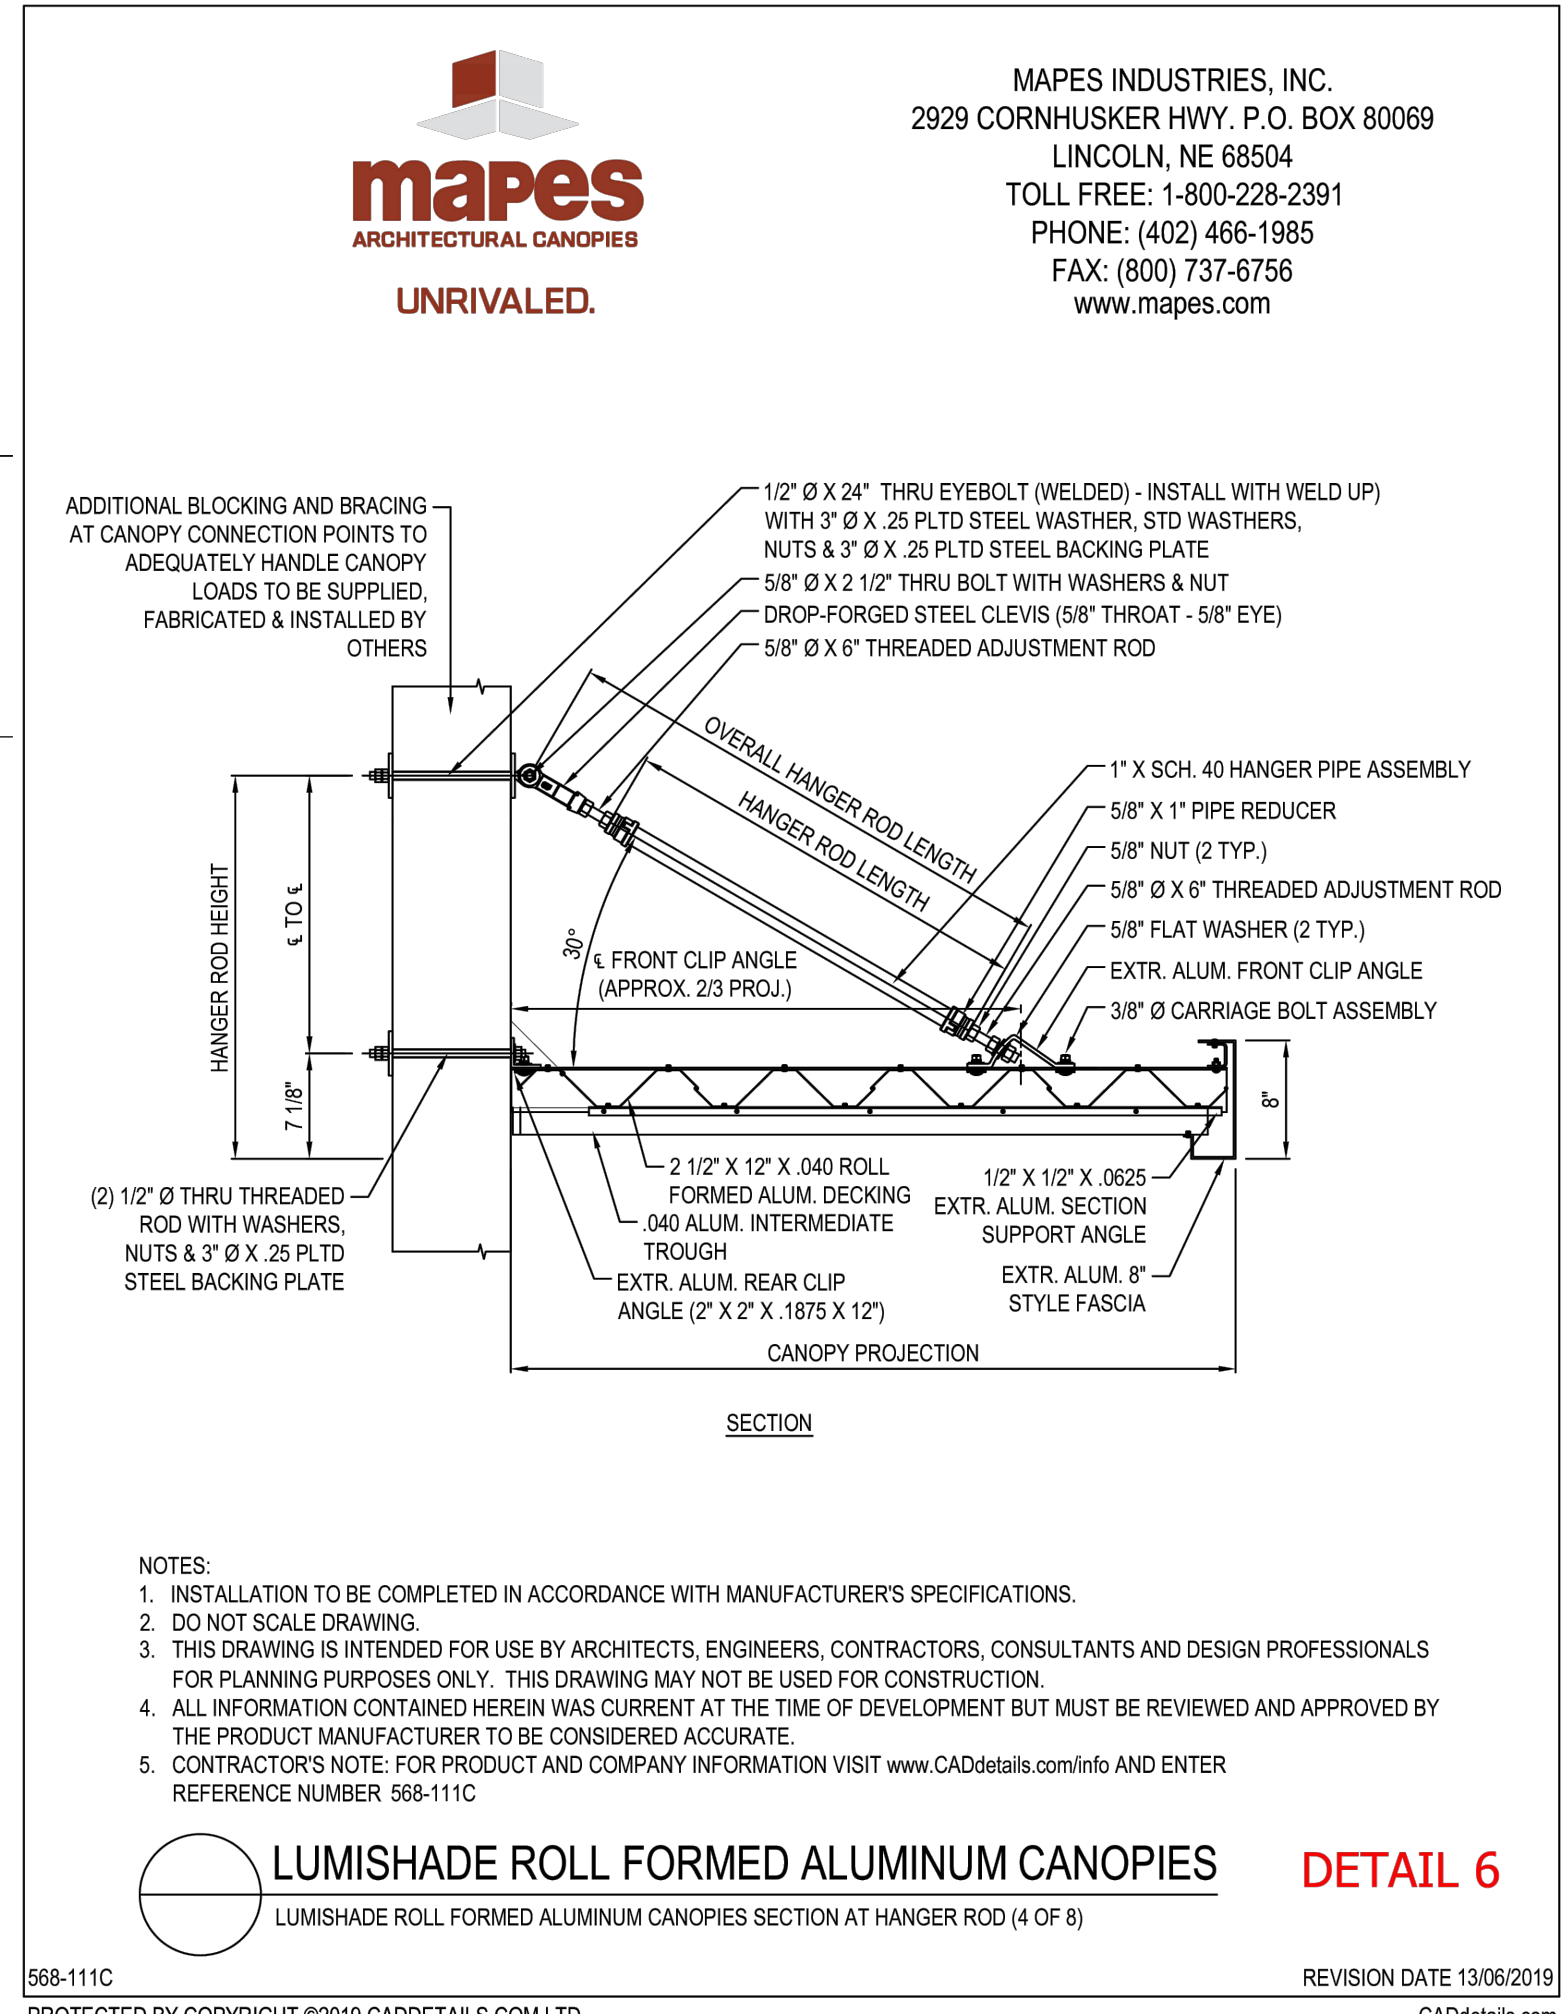 mapes
ARCHITECTURAL CANOPIES
UNRIVALED.
MAPES INDUSTRIES, INC.
2929 CORNHUSKER HWY. P.O. BOX 80069
LINCOLN, NE 68504
TOLL FREE: 1-800-228-2391
PHONE: (402) 466-1985
FAX: (800) 737-6756
www.mapes.com
ADDITIONAL BLOCKING AND BRACING
AT CANOPY CONNECTION POINTS TO
ADEQUATELY HANDLE CANOPY
LOADS TO BE SUPPLIED,
FABRICATED & INSTALLED BY
OTHERS
1/2" Ø X 24" THRU EYEBOLT (WELDED) - INSTALL WITH WELD UP)
WITH 3" Ø X .25 PLTD STEEL WASTHER, STD WASTHERS,
NUTS & 3" Ø X .25 PLTD STEEL BACKING PLATE
5/8" Ø X 2 1/2" THRU BOLT WITH WASHERS & NUT
DROP-FORGED STEEL CLEVIS (5/8" THROAT - 5/8" EYE)
5/8" Ø X 6" THREADED ADJUSTMENT ROD
OVERALL HANGER ROD LENGTH
HANGER ROD LENGTH
1" X SCH. 40 HANGER PIPE ASSEMBLY
5/8" X 1" PIPE REDUCER
5/8" NUT (2 TYP.)
5/8" Ø X 6" THREADED ADJUSTMENT ROD
5/8" FLAT WASHER (2 TYP.)
EXTR. ALUM. FRONT CLIP ANGLE
3/8" Ø CARRIAGE BOLT ASSEMBLY
HANGER ROD HEIGHT
℄ TO ℄
7 1/8"
30°
℄ FRONT CLIP ANGLE
(APPROX. 2/3 PROJ.)
8"
(2) 1/2" Ø THRU THREADED
ROD WITH WASHERS,
NUTS & 3" Ø X .25 PLTD
STEEL BACKING PLATE
2 1/2" X 12" X .040 ROLL
FORMED ALUM. DECKING
.040 ALUM. INTERMEDIATE
TROUGH
EXTR. ALUM. REAR CLIP
ANGLE (2" X 2" X .1875 X 12")
1/2" X 1/2" X .0625
EXTR. ALUM. SECTION
SUPPORT ANGLE
EXTR. ALUM. 8"
STYLE FASCIA
CANOPY PROJECTION
SECTION
NOTES:
1. INSTALLATION TO BE COMPLETED IN ACCORDANCE WITH MANUFACTURER'S SPECIFICATIONS.
2. DO NOT SCALE DRAWING.
3. THIS DRAWING IS INTENDED FOR USE BY ARCHITECTS, ENGINEERS, CONTRACTORS, CONSULTANTS AND DESIGN PROFESSIONALS
FOR PLANNING PURPOSES ONLY. THIS DRAWING MAY NOT BE USED FOR CONSTRUCTION.
4. ALL INFORMATION CONTAINED HEREIN WAS CURRENT AT THE TIME OF DEVELOPMENT BUT MUST BE REVIEWED AND APPROVED BY
THE PRODUCT MANUFACTURER TO BE CONSIDERED ACCURATE.
5. CONTRACTOR'S NOTE: FOR PRODUCT AND COMPANY INFORMATION VISIT www.CADdetails.com/info AND ENTER
REFERENCE NUMBER 568-111C
LUMISHADE ROLL FORMED ALUMINUM CANOPIES
DETAIL 6
LUMISHADE ROLL FORMED ALUMINUM CANOPIES SECTION AT HANGER ROD (4 OF 8)
568-111C
REVISION DATE 13/06/2019
PROTECTED BY COPYRIGHT ©2019 CADDETAILS.COM LTD.
CADdetails.com